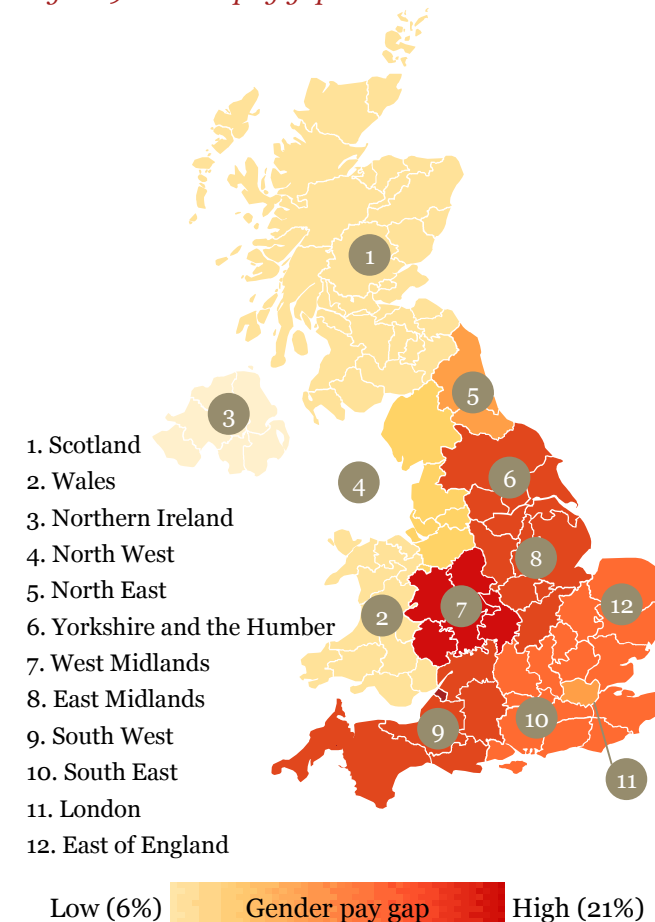 1
5
3
6
4
8
12
7
2
10
9
11
1. Scotland
2. Wales
3. Northern Ireland
4. North West
5. North East
6. Yorkshire and the Humber
7. West Midlands
8. East Midlands
9. South West
10. South East
11. London
12. East of England
Low (6%) Gender pay gap High (21%)